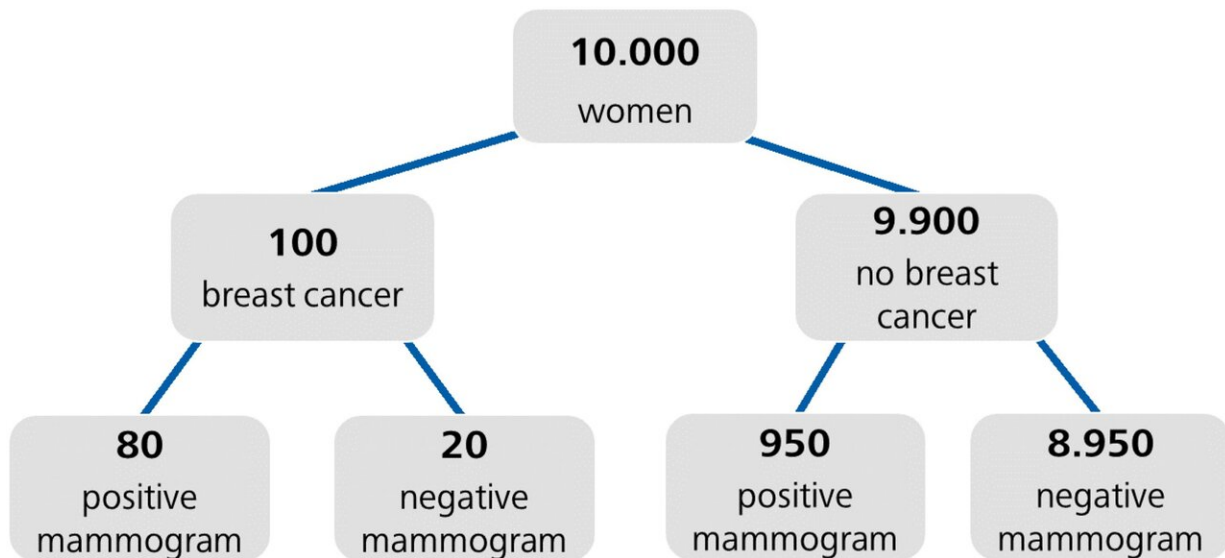 10.000
women
100
breast cancer
9.900
no breast
cancer
80
positive
mammogram
20
negative
mammogram
950
positive
mammogram
8.950
negative
mammogram